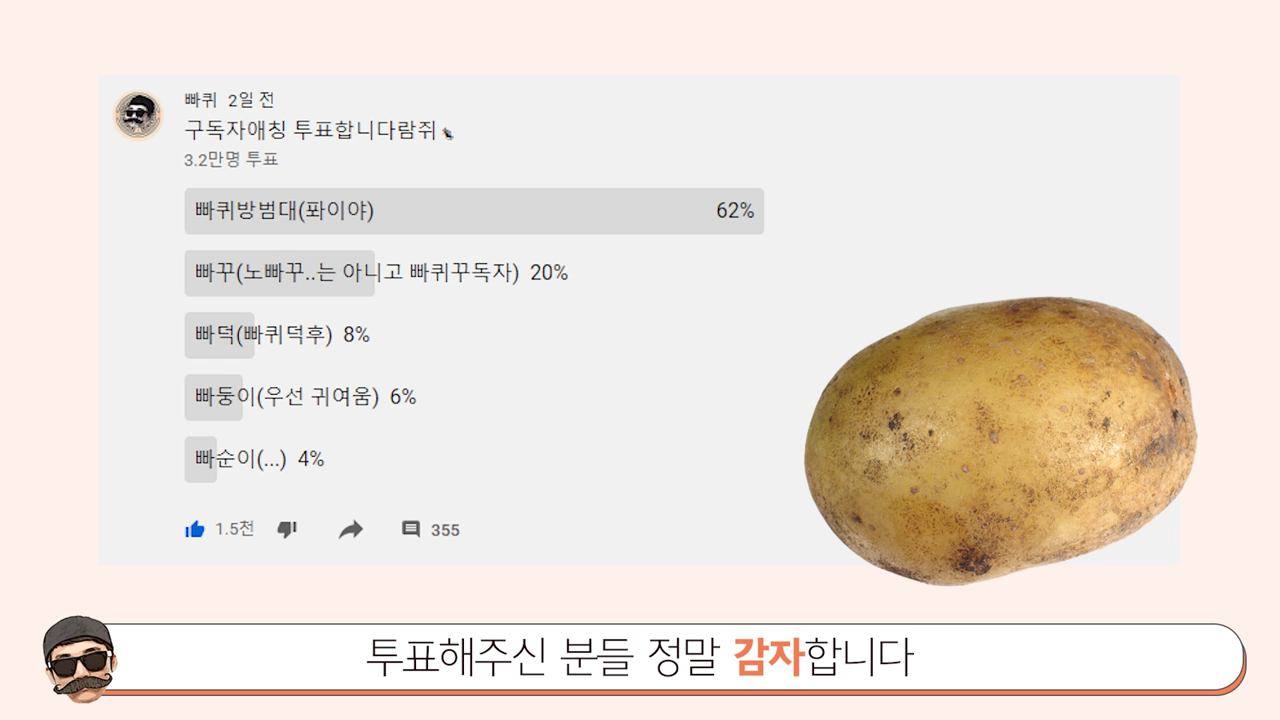 빠퀴 2일 전
구독자애칭 투표합니다람쥐🐿
3.2만명 투표
빠퀴방범대(퐈이야) 62%
빠꾸(노빠꾸..는 아니고 빠퀴꾸독자) 20%
빠덕(빠퀴덕후) 8%
빠둥이(우선 귀여움) 6%
빠순이(...) 4%
1.5천 355
투표해주신 분들 정말 감자합니다